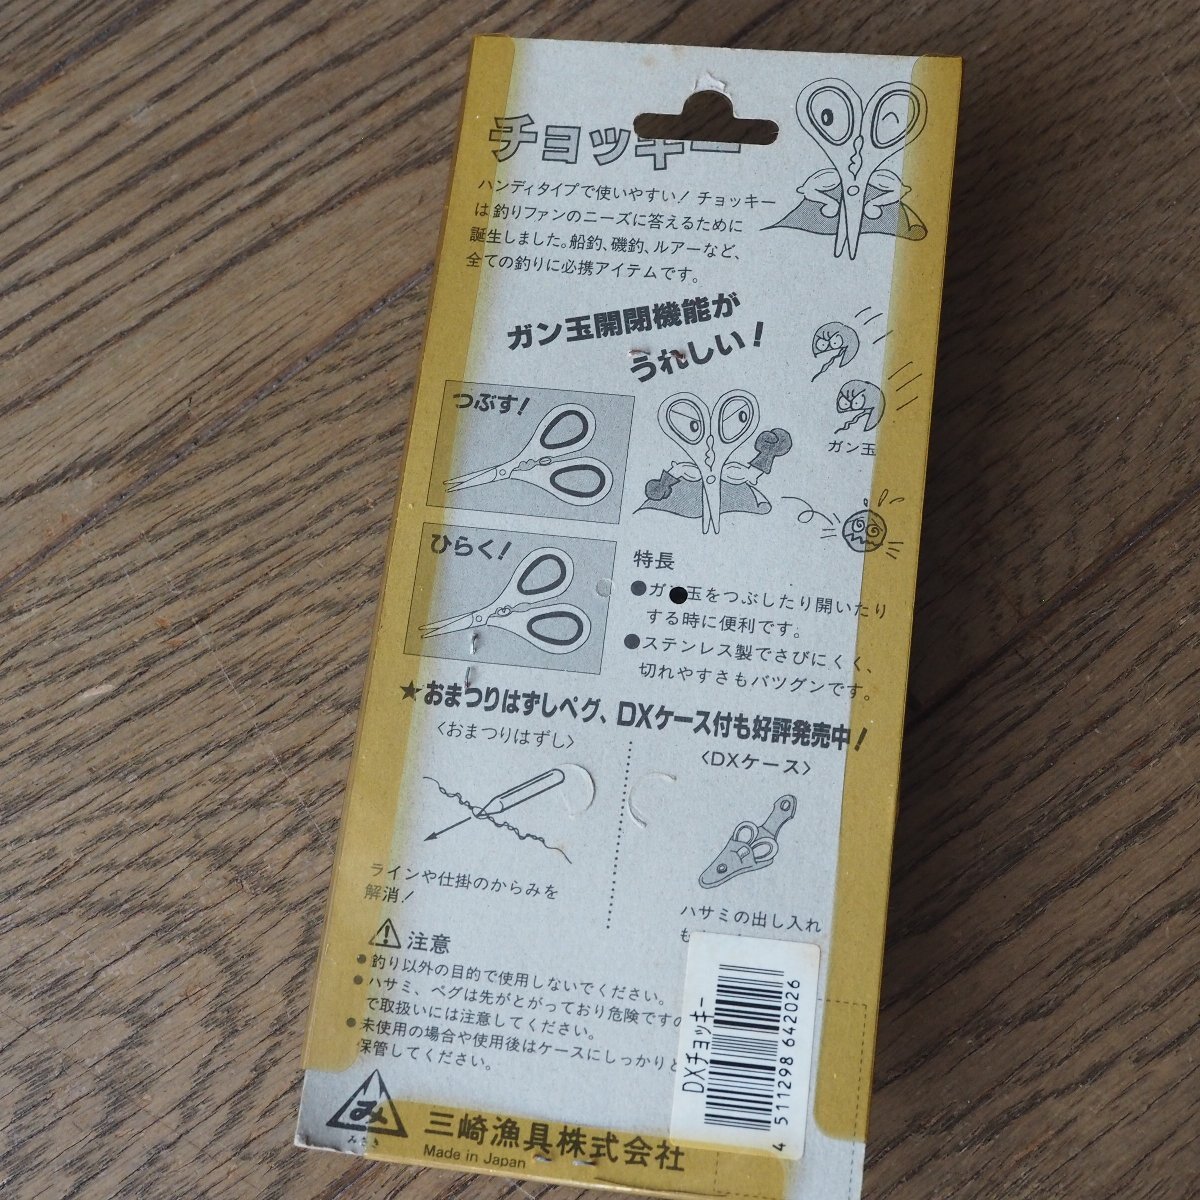 チョッキー
ハンディタイプで使いやすい！チョッキー
は釣りファンのニーズに答えるために
誕生しました。船釣、磯釣、ルアーなど、
全ての釣りに必携アイテムです。
ガン玉開閉機能が
うれしい！
つぶす！
ガン玉
ひらく！
特長
●ガン玉をつぶしたり開いたり
する時に便利です。
●ステンレス製でさびにくく、
切れやすさもバツグンです。
★おまつりはずしペグ、DXケース付も好評発売中！
〈おまつりはずし〉
〈DXケース〉
ラインや仕掛のからみを
解消！
ハサミの出し入れ
も
⚠注意
●釣り以外の目的で使用しないでください。
●ハサミ、ペグは先がとがっており危険ですの
で取扱いには注意してください。
●未使用の場合や使用後はケースにしっかりと
保管してください。
DXチョッキー
4 511298 642026
み
みさき
三崎漁具株式会社
Made in Japan